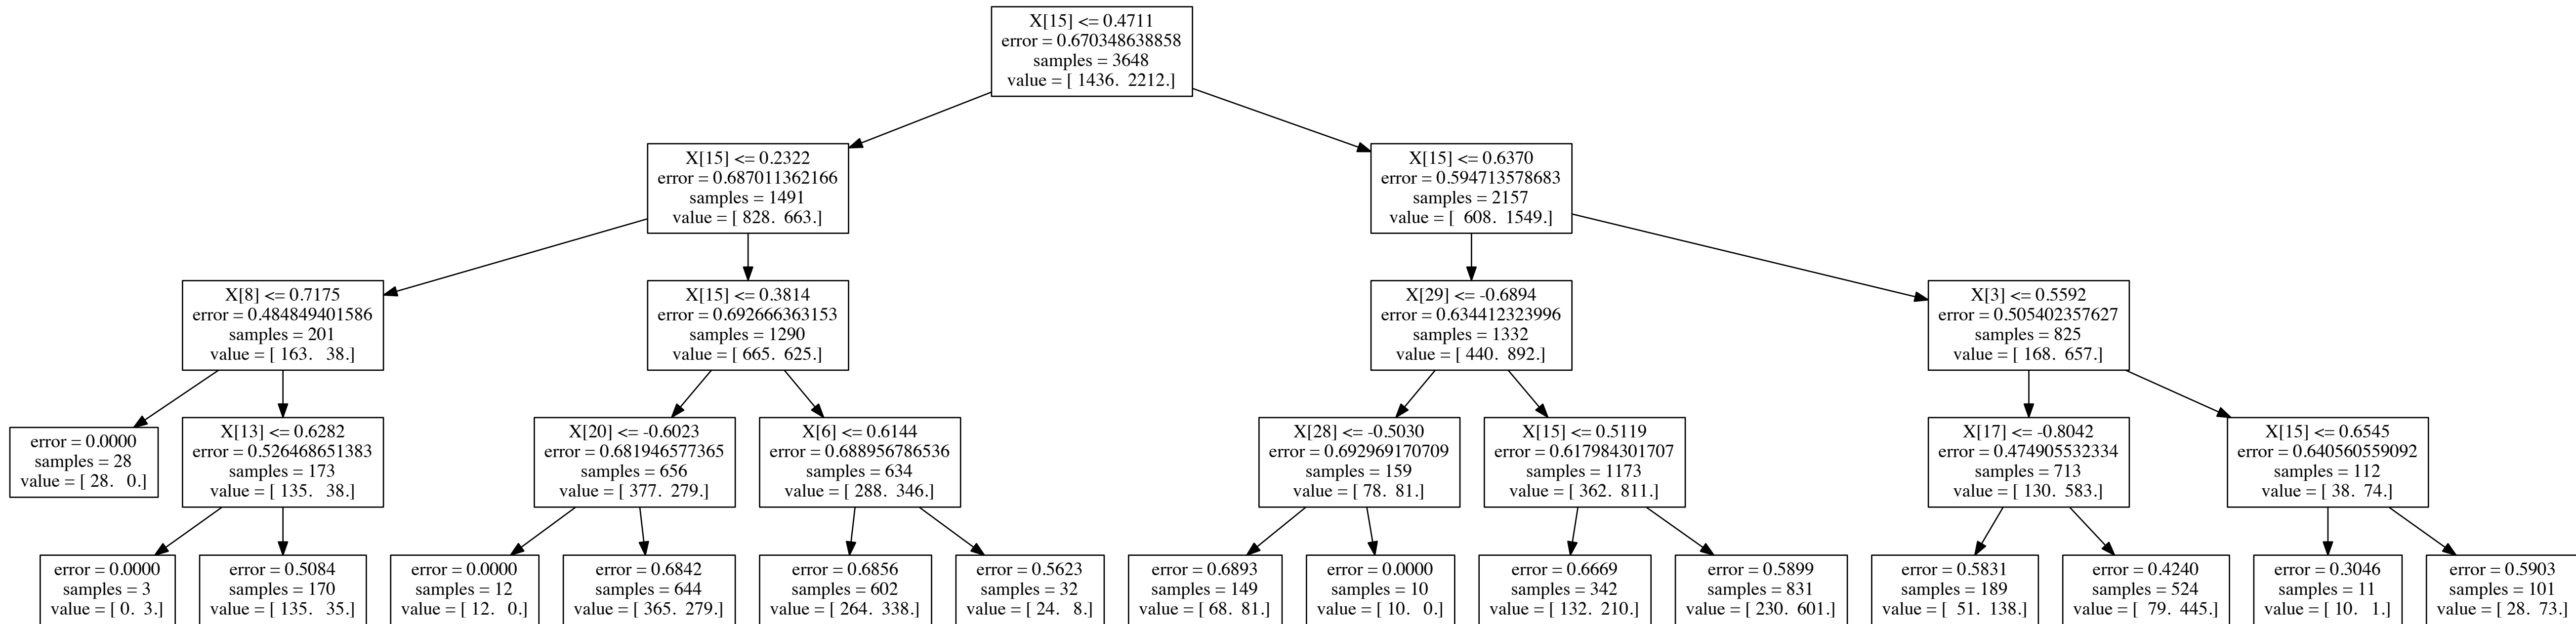 X[15] <= 0.4711
error = 0.670348638858
samples = 3648
value = [ 1436.  2212.]
X[15] <= 0.2322
error = 0.687011362166
samples = 1491
value = [ 828.  663.]
X[15] <= 0.6370
error = 0.594713578683
samples = 2157
value = [  608.  1549.]
X[8] <= 0.7175
error = 0.484849401586
samples = 201
value = [ 163.   38.]
X[15] <= 0.3814
error = 0.692666363153
samples = 1290
value = [ 665.  625.]
X[29] <= -0.6894
error = 0.634412323996
samples = 1332
value = [ 440.  892.]
X[3] <= 0.5592
error = 0.505402357627
samples = 825
value = [ 168.  657.]
error = 0.0000
samples = 28
value = [ 28.   0.]
X[13] <= 0.6282
error = 0.526468651383
samples = 173
value = [ 135.  38.]
X[20] <= -0.6023
error = 0.681946577365
samples = 656
value = [ 377.  279.]
X[6] <= 0.6144
error = 0.688956786536
samples = 634
value = [ 288.  346.]
X[28] <= -0.5030
error = 0.692969170709
samples = 159
value = [ 78.  81.]
X[15] <= 0.5119
error = 0.617984301707
samples = 1173
value = [ 362.  811.]
X[17] <= -0.8042
error = 0.474905532334
samples = 713
value = [ 130.  583.]
X[15] <= 0.6545
error = 0.640560559092
samples = 112
value = [ 38.  74.]
error = 0.0000
samples = 3
value = [ 0.  3.]
error = 0.5084
samples = 170
value = [ 135.  35.]
error = 0.0000
samples = 12
value = [ 12.   0.]
error = 0.6842
samples = 644
value = [ 365.  279.]
error = 0.6856
samples = 602
value = [ 264.  338.]
error = 0.5623
samples = 32
value = [ 24.   8.]
error = 0.6893
samples = 149
value = [ 68.  81.]
error = 0.0000
samples = 10
value = [ 10.   0.]
error = 0.6669
samples = 342
value = [ 132.  210.]
error = 0.5899
samples = 831
value = [ 230.  601.]
error = 0.5831
samples = 189
value = [  51.  138.]
error = 0.4240
samples = 524
value = [  79.  445.]
error = 0.3046
samples = 11
value = [ 10.   1.]
error = 0.5903
samples = 101
value = [ 28.  73.]